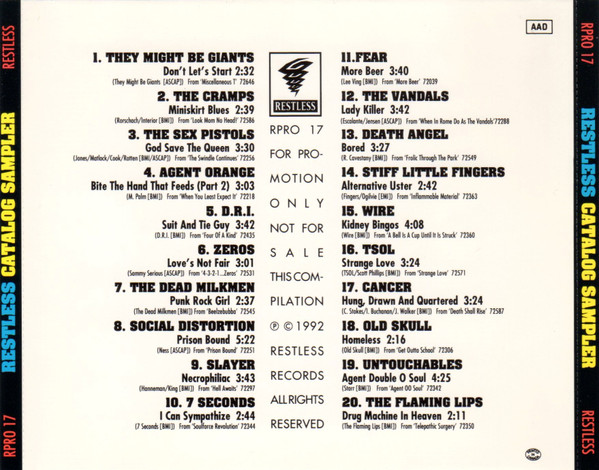 RPRO 17 RESTLESS CATALOG SAMPLER RESTLESS
1. THEY MIGHT BE GIANTS
Don't Let's Start 2:32
(They Might Be Giants [ASCAP]) From 'Miscellaneous T' 72646
2. THE CRAMPS
Miniskirt Blues 2:39
(Rorschach/Interior [BMI]) From 'Look Mom No Head!' 72586
3. THE SEX PISTOLS
God Save The Queen 3:30
(Jones/Matlock/Cook/Rotten [BMI/ASCAP]) From 'The Swindle Continues' 72256
4. AGENT ORANGE
Bite The Hand That Feeds (Part 2) 3:03
(M. Palm [BMI]) From 'When You Least Expect It' 72218
5. D.R.I.
Suit And Tie Guy 3:42
(D.R.I. [BMI]) From 'Four Of A Kind' 72435
6. ZEROS
Love's Not Fair 3:01
(Sammy Serious [ASCAP]) From '4-3-2-1...Zeros' 72531
7. THE DEAD MILKMEN
Punk Rock Girl 2:37
(The Dead Milkmen [BMI]) From 'Beelzebubba' 72545
8. SOCIAL DISTORTION
Prison Bound 5:22
(Ness [ASCAP]) From 'Prison Bound' 72251
9. SLAYER
Necrophiliac 3:43
(Hanneman/King [BMI]) From 'Hell Awaits' 72297
10. 7 SECONDS
I Can Sympathize 2:44
(7 Seconds [BMI]) From 'Soulforce Revolution' 72344
RESTLESS
RPRO 17
FOR PRO-
MOTION
ONLY
NOT FOR
SALE
THIS COM-
PILATION
℗ © 1992
RESTLESS
RECORDS
ALL RIGHTS
RESERVED
AAD
11.FEAR
More Beer 3:40
(Lee Ving [BMI]) From 'More Beer' 72039
12. THE VANDALS
Lady Killer 3:44
(Escalante/Jensen [ASCAP]) From 'When In Rome Do As The Vandals'72288
13. DEATH ANGEL
Bored 3:27
(R. Cavestany [BMI]) From 'Frolic Through The Park' 72549
14. STIFF LITTLE FINGERS
Alternative Uster 2:42
(Fingers/Ogilvie [EMI]) From 'Inflammable Material' 72363
15. WIRE
Kidney Bingos 4:08
(Wire [BMI]) From 'A Bell Is A Cup Until It Is Struck' 72360
16. TSOL
Strange Love 3:24
(TSOL/Scott Phillips [BMI]) From 'Strange Love' 72571
17. CANCER
Hung, Drawn And Quartered 3:24
(C. Stokes/I. Buchanan/J. Walker [BMI]) From 'Death Shall Rise' 72587
18. OLD SKULL
Homeless 2:16
(Old Skull [BMI]) From 'Get Outta School' 72306
19. UNTOUCHABLES
Agent Double O Soul 4:25
(Starr [BMI]) From 'Agent OO Soul' 72342
20. THE FLAMING LIPS
Drug Machine In Heaven 2:11
(The Flaming Lips [BMI]) From 'Telepathic Surgery' 72350
RPRO 17 RESTLESS CATALOG SAMPLER RESTLESS